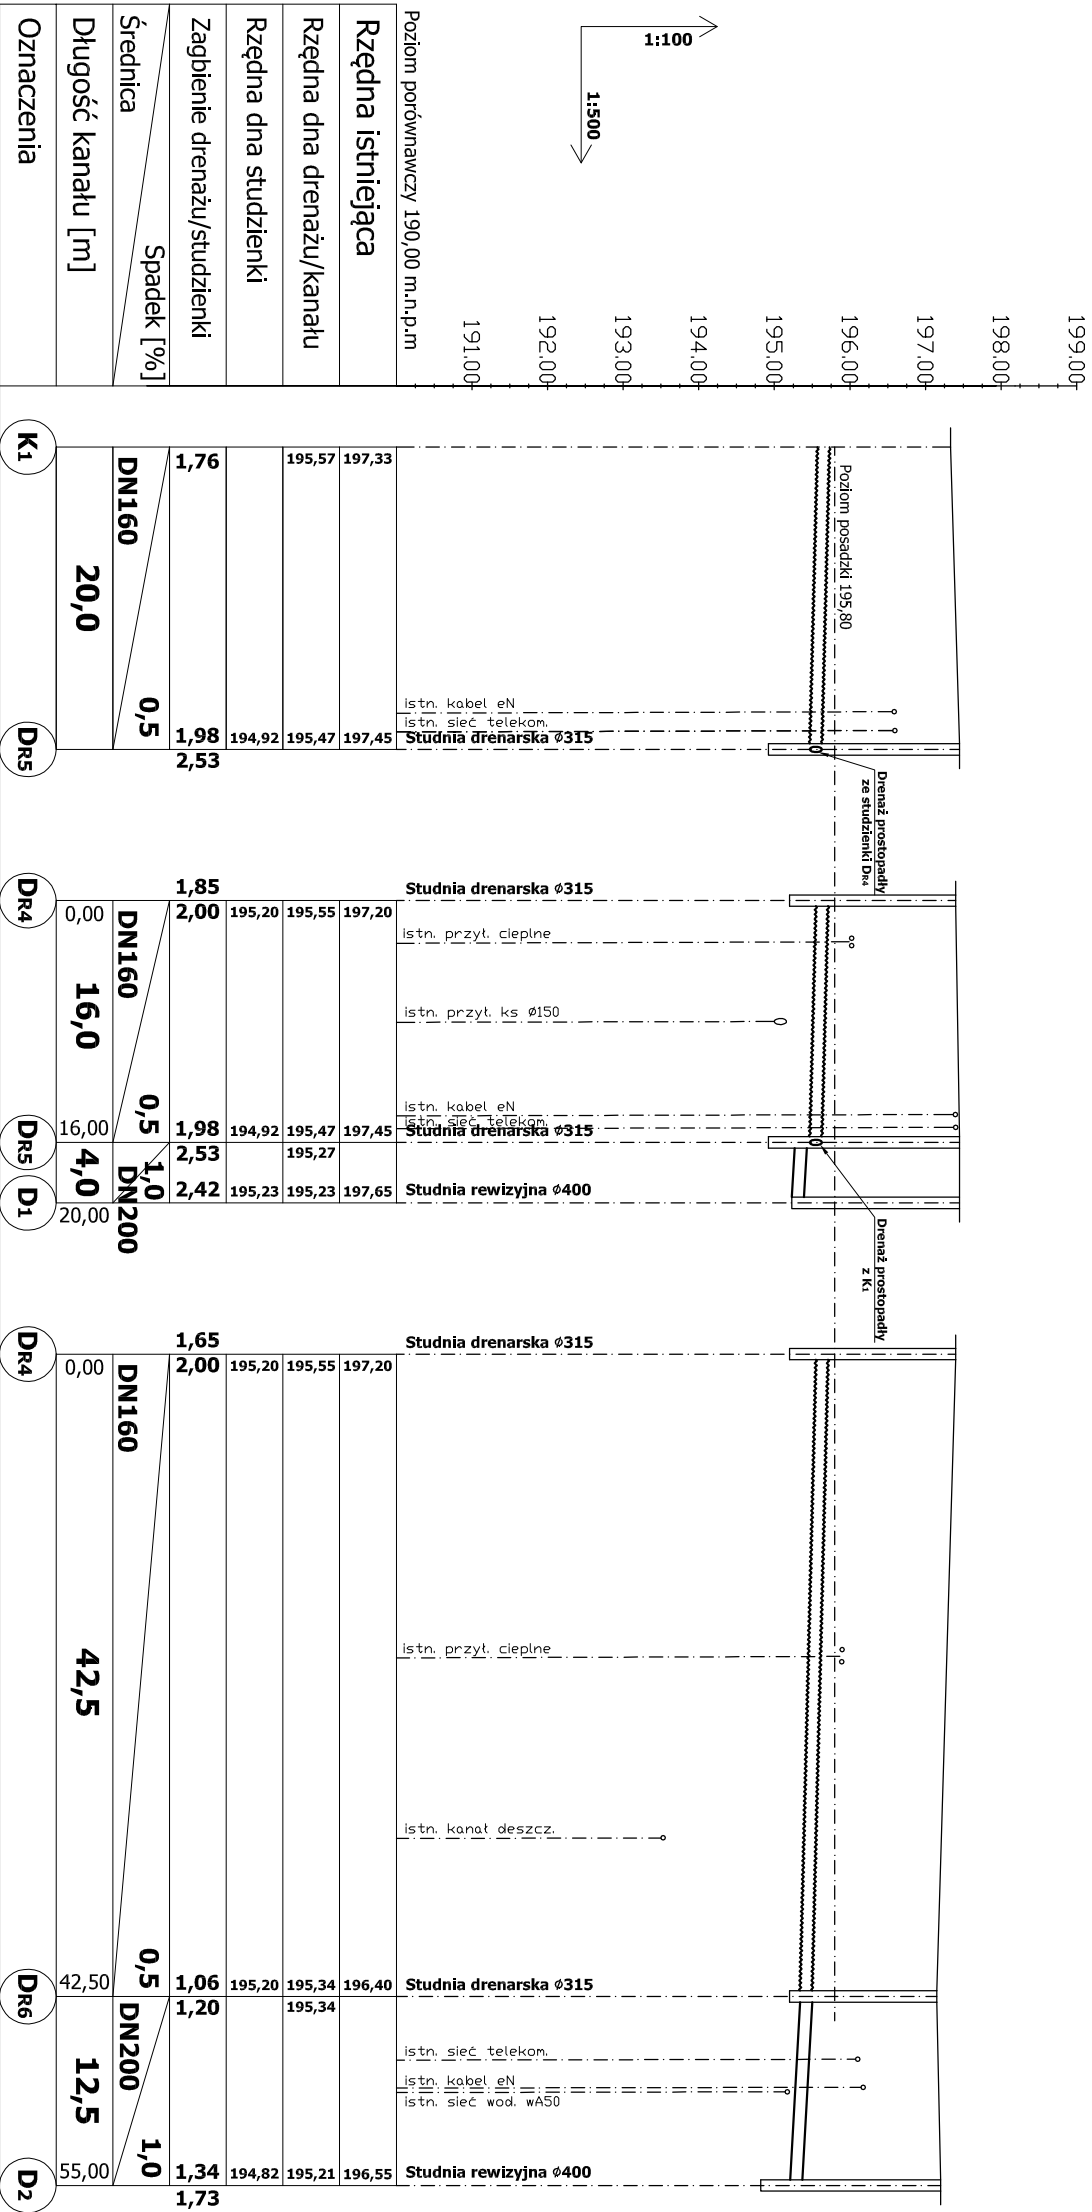 1:100
1:500
199.00
198.00
197.00
196.00
195.00
194.00
193.00
192.00
191.00
Poziom porównawczy 190,00 m.n.p.m
Rzędna istniejąca
Rzędna dna drenażu/kanału
Rzędna dna studzienki
Zagbienie drenażu/studzienki
Spadek [%]
Średnica
Długość kanału [m]
Oznaczenia
Poziom posadzki 195,80
istn. kabel eN
istn. sieć telekom.
Studnia drenarska ø315
Drenaż prostopadły
ze studzienki DR4
197,33
195,57
1,76
DN160
20,0
0,5
K1
197,45
195,47
194,92
1,98
2,53
DR5
Studnia drenarska ø315
istn. przył. cieplne
istn. przył. ks ø150
istn. kabel eN
istn. sieć telekom.
Studnia drenarska ø315
Studnia rewizyjna ø400
Drenaż prostopadły
z K1
197,20
195,55
195,20
1,85
2,00
DN160
0,00
16,0
0,5
DR4
197,45
195,47
195,27
194,92
1,98
2,53
16,00
DR5
1,0
DN200
4,0
197,65
195,23
195,23
2,42
20,00
D1
Studnia drenarska ø315
istn. przył. cieplne
istn. kanał deszcz.
Studnia drenarska ø315
istn. sieć telekom.
istn. kabel eN
istn. sieć wod. wA50
Studnia rewizyjna ø400
197,20
195,55
195,20
1,65
2,00
DN160
0,00
42,5
0,5
DR4
196,40
195,34
195,34
195,20
1,06
1,20
42,50
DR6
DN200
12,5
1,0
196,55
195,21
194,82
1,34
1,73
55,00
D2